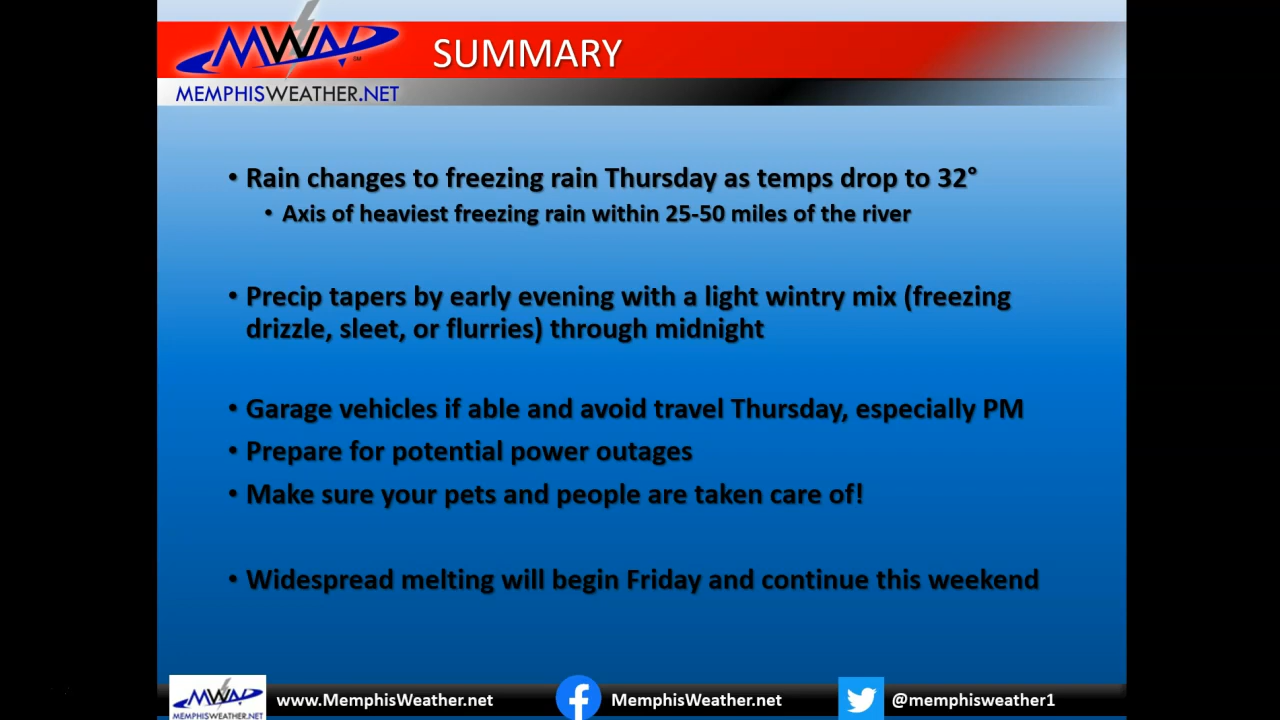 MWN SM
SUMMARY
MEMPHISWEATHER.NET
• Rain changes to freezing rain Thursday as temps drop to 32°
• Axis of heaviest freezing rain within 25-50 miles of the river
• Precip tapers by early evening with a light wintry mix (freezing
drizzle, sleet, or flurries) through midnight
• Garage vehicles if able and avoid travel Thursday, especially PM
• Prepare for potential power outages
• Make sure your pets and people are taken care of!
• Widespread melting will begin Friday and continue this weekend
MWN
MEMPHISWEATHER.NET
www.MemphisWeather.net
MemphisWeather.net
@memphisweather1